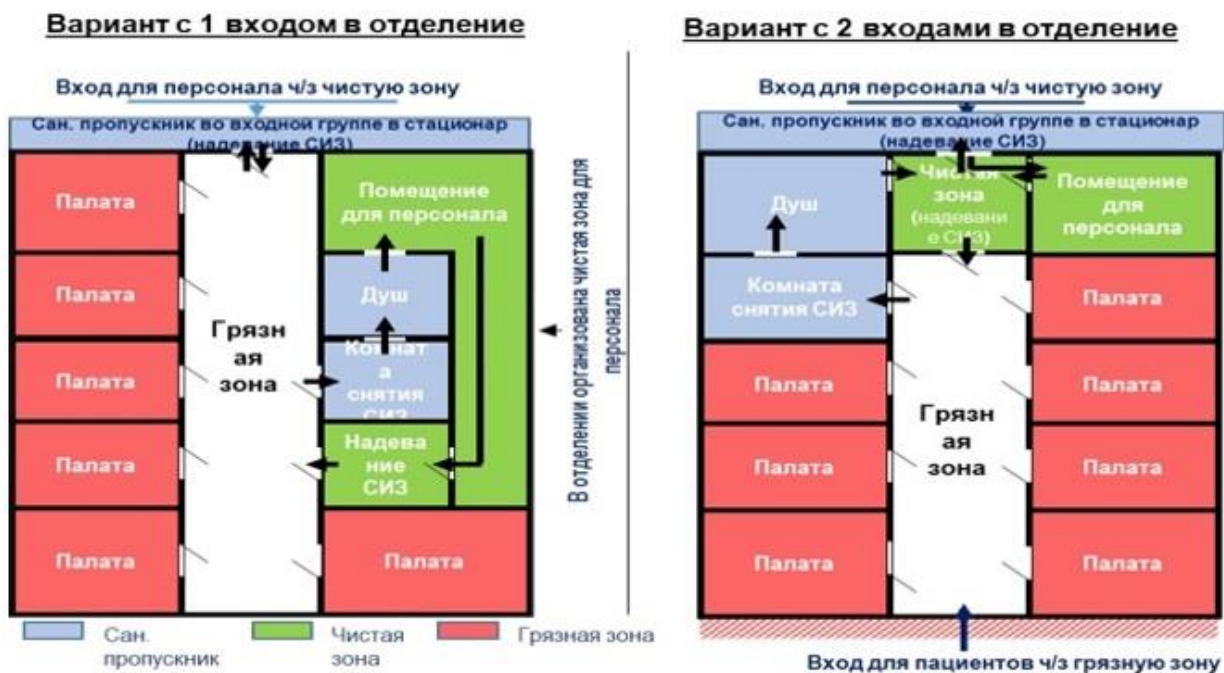 Вариант с 1 входом в отделение
Вход для персонала ч/з чистую зону
Сан. пропускник во входной группе в стационар
(надевание СИЗ)
Палата
Палата
Палата
Палата
Палата
Грязн
ая
зона
Помещение
для персонала
Душ
Комнат
а
снятия СИЗ
Надева
ние
СИЗ
Палата
В отделении организована чистая зона для
персонала
Сан.
пропускник
Чистая
зона
Грязная зона
Вариант с 2 входами в отделение
Вход для персонала ч/з чистую зону
Сан. пропускник во входной группе в стационар
(надевание СИЗ)
Душ
Чистая
зона
(надевани
е СИЗ)
Помещение
для
персонала
Комната
снятия СИЗ
Палата
Палата
Палата
Палата
Грязн
ая
зона
Палата
Палата
Палата
Палата
Вход для пациентов ч/з грязную зону